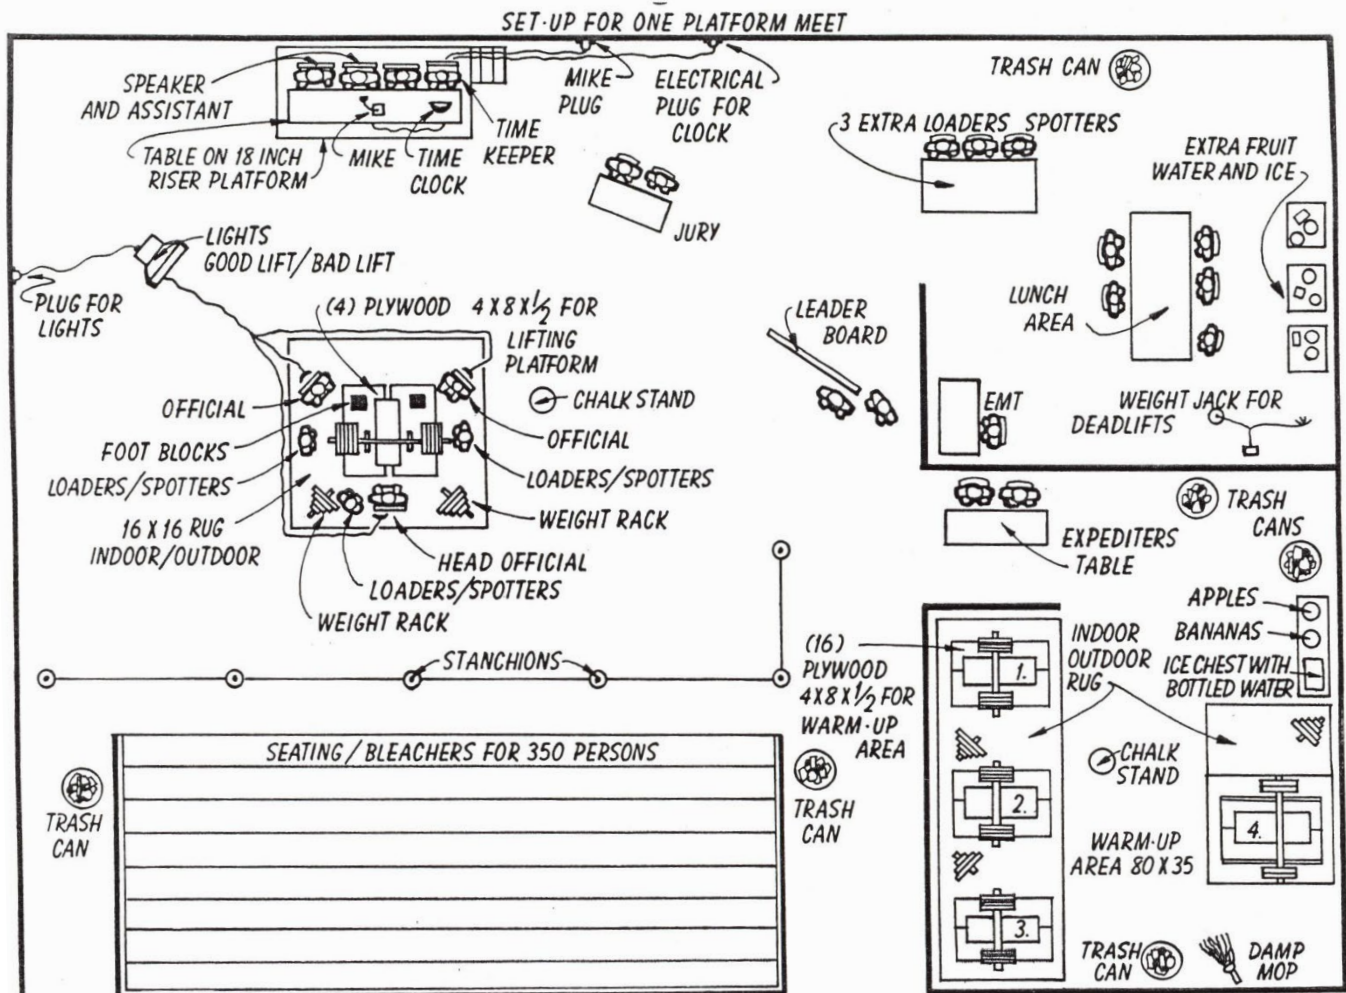 SET-UP FOR ONE PLATFORM MEET
SPEAKER
AND ASSISTANT
TABLE ON 18 INCH
RISER PLATFORM
MIKE
TIME
CLOCK
TIME
KEEPER
MIKE
PLUG
ELECTRICAL
PLUG FOR
CLOCK
JURY
TRASH CAN
3 EXTRA LOADERS SPOTTERS
EXTRA FRUIT
WATER AND ICE
LUNCH
AREA
LIGHTS
GOOD LIFT/BAD LIFT
PLUG FOR
LIGHTS
(4) PLYWOOD 4X8X½ FOR
LIFTING
PLATFORM
LEADER
BOARD
OFFICIAL
FOOT BLOCKS
LOADERS/SPOTTERS
16 X 16 RUG
INDOOR/OUTDOOR
CHALK STAND
OFFICIAL
LOADERS/SPOTTERS
WEIGHT RACK
HEAD OFFICIAL
LOADERS/SPOTTERS
WEIGHT RACK
EMT
WEIGHT JACK FOR
DEADLIFTS
EXPEDITERS
TABLE
TRASH
CANS
APPLES
BANANAS
ICE CHEST WITH
BOTTLED WATER
STANCHIONS
(16)
PLYWOOD
4X8X½ FOR
WARM-UP
AREA
INDOOR
OUTDOOR
RUG
1.
2.
3.
4.
CHALK
STAND
WARM-UP
AREA 80 X 35
SEATING/BLEACHERS FOR 350 PERSONS
TRASH
CAN
TRASH
CAN
TRASH
CAN
DAMP
MOP